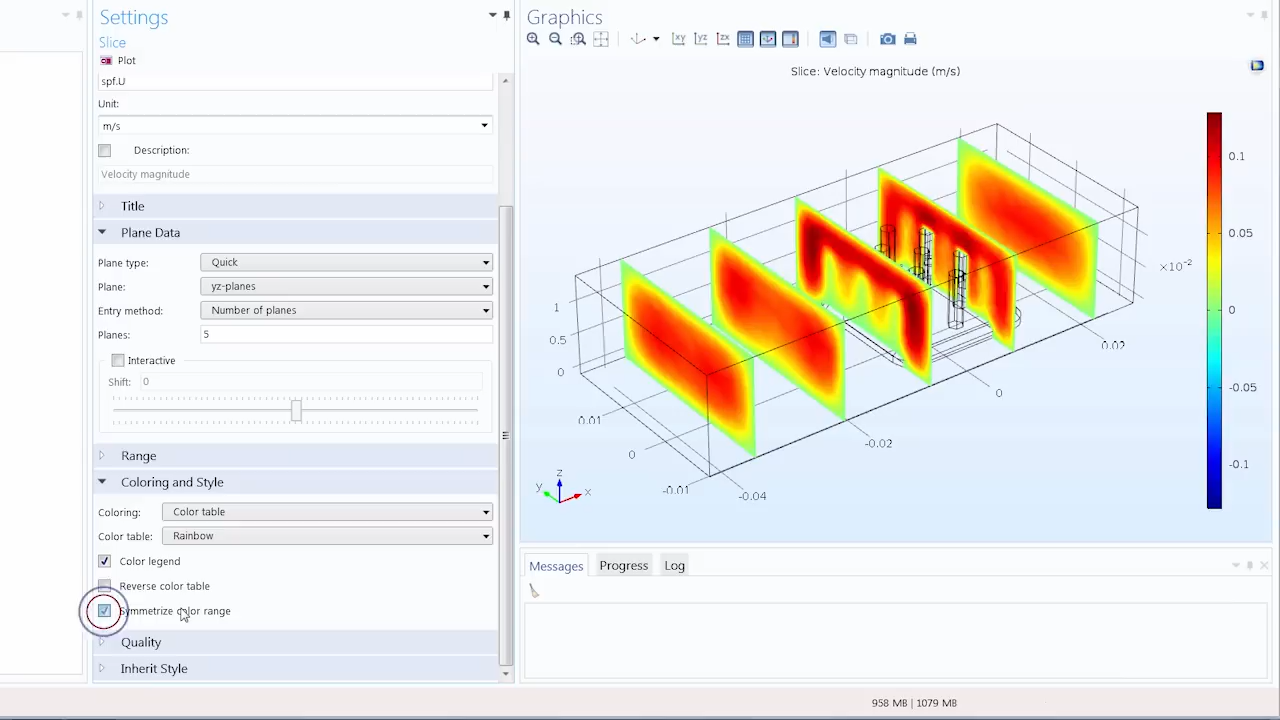 Settings
Slice
Plot
spf.U
Unit:
m/s
Description:
Velocity magnitude
Title
Plane Data
Plane type: Quick
Plane: yz-planes
Entry method: Number of planes
Planes: 5
Interactive
Shift: 0
Range
Coloring and Style
Coloring: Color table
Color table: Rainbow
Color legend
Reverse color table
Symmetrize color range
Quality
Inherit Style
Graphics
xy yz zx
Slice: Velocity magnitude (m/s)
0.1
0.05
0
-0.05
-0.1
×10⁻²
1
0.5
0
0.01
0
-0.01
-0.04
-0.02
0
0.02
z
y
x
Messages Progress Log
958 MB | 1079 MB